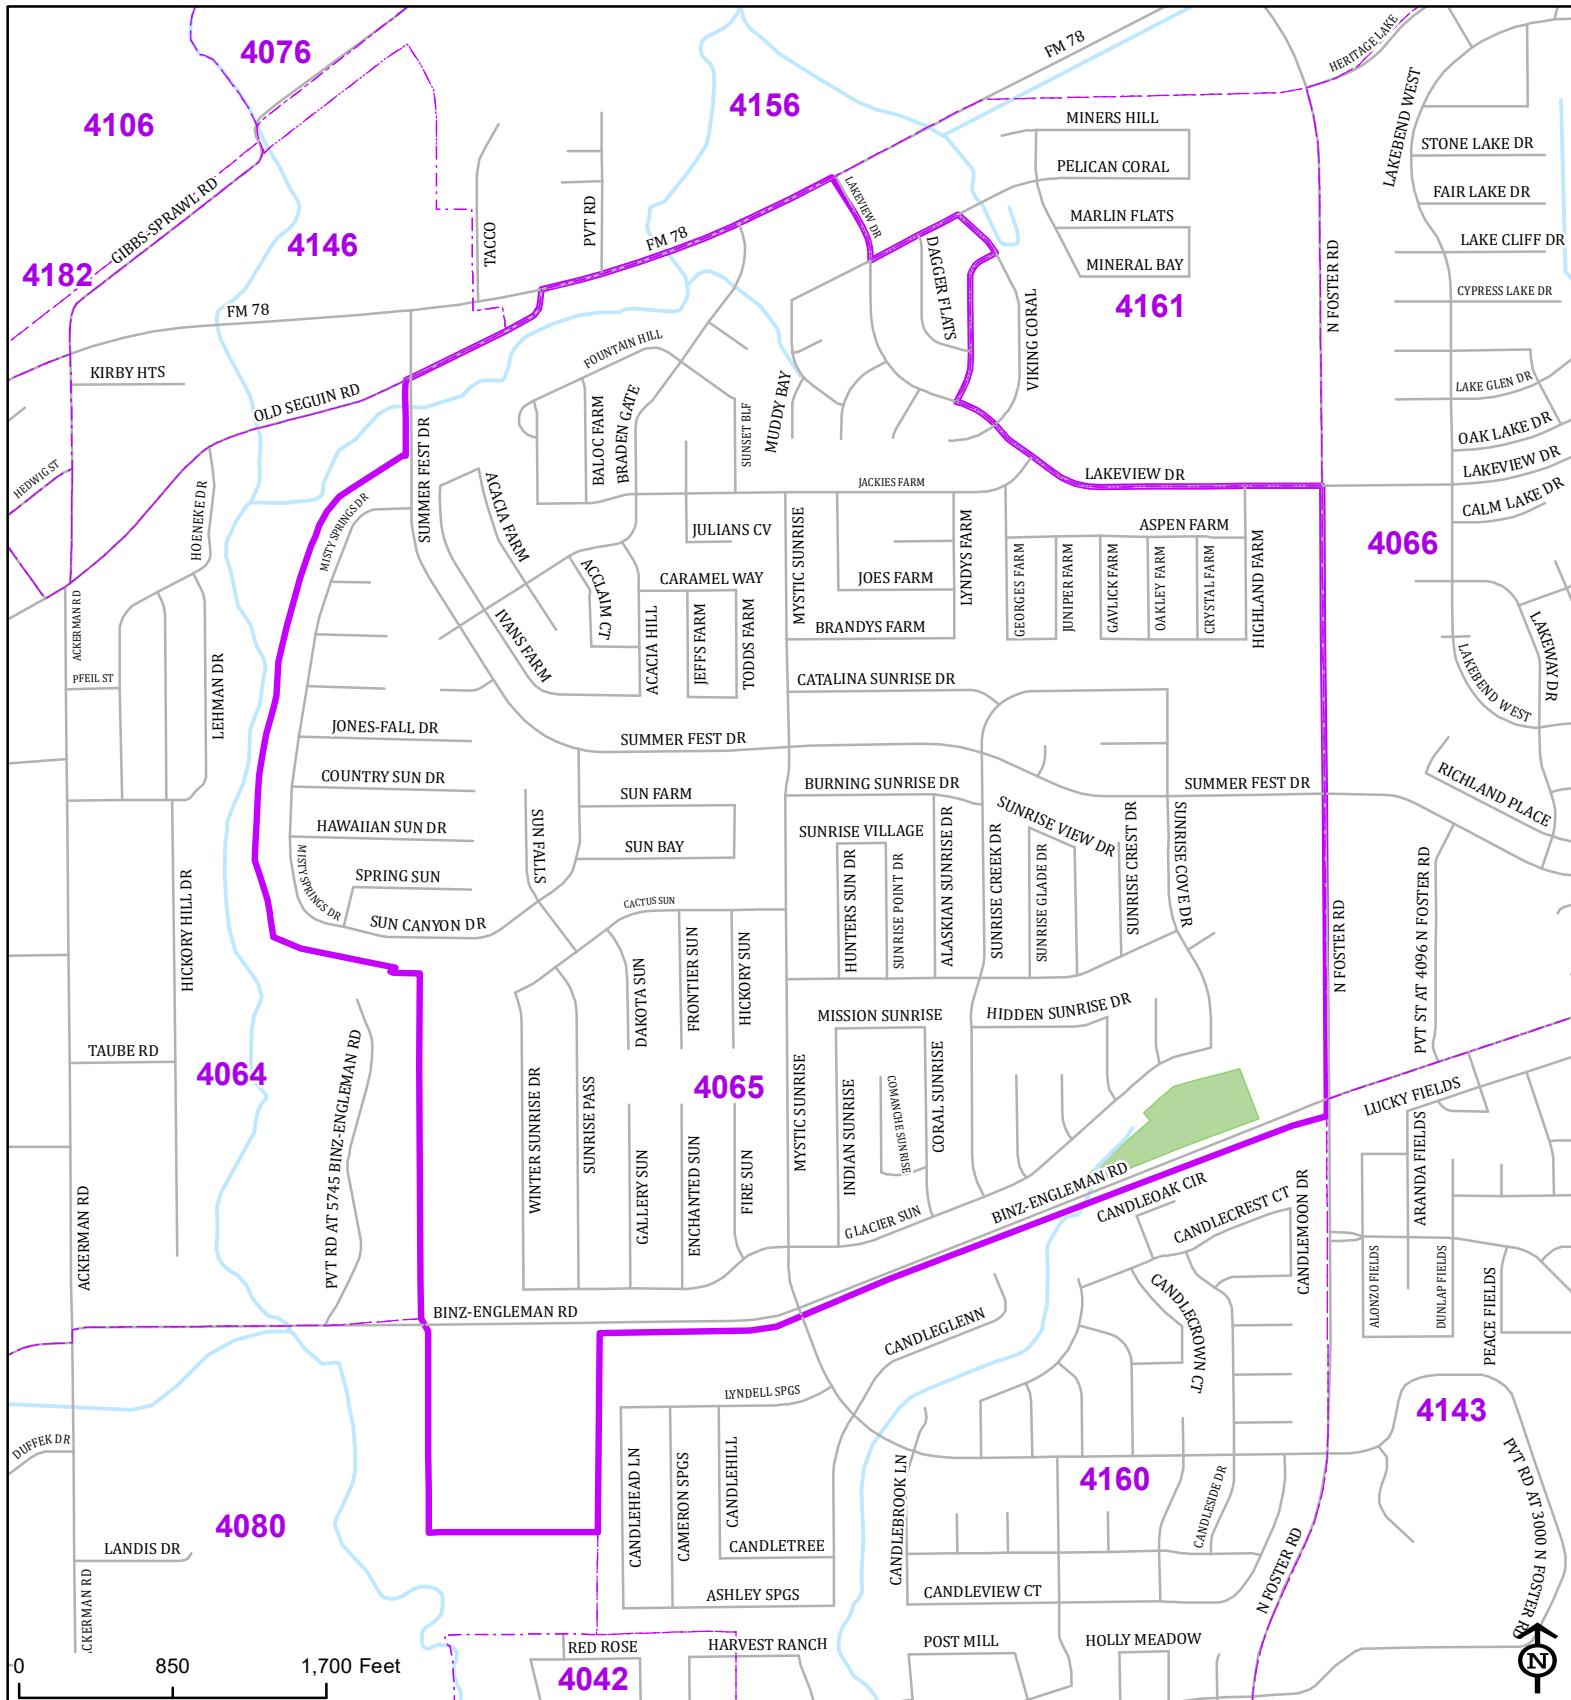 4076
FM 78
HERITAGE LAKE
4106
4156
LAKEBEND WEST
MINERS HILL
STONE LAKE DR
PELICAN CORAL
FAIR LAKE DR
GIBBS-SPRAWL RD
LAKEVIEW DR
MARLIN FLATS
4146
TACCO
PVT RD
FM 78
DAGGER FLATS
LAKE CLIFF DR
4182
MINERAL BAY
N FOSTER RD
CYPRESS LAKE DR
FM 78
VIKING CORAL
4161
KIRBY HTS
FOUNTAIN HILL
LAKE GLEN DR
OLD SEGUIN RD
SUMMER FEST DR
BALOC FARM
BRADEN GATE
SUNSET BLF
MUDDY BAY
OAK LAKE DR
HEDWIG ST
LAKEVIEW DR
LAKEVIEW DR
HOENEKE DR
MISTY SPRINGS DR
ACACIA FARM
JACKIES FARM
CALM LAKE DR
JULIANS CV
MYSTIC SUNRISE
LYNDYS FARM
ASPEN FARM
4066
ACCLAIM CT
CARAMEL WAY
JOES FARM
GEORGES FARM
JUNIPER FARM
GAVLICK FARM
OAKLEY FARM
CRYSTAL FARM
HIGHLAND FARM
ACKERMAN RD
IVANS FARM
ACACIA HILL
JEFFS FARM
TODDS FARM
BRANDYS FARM
LAKEWAY DR
PFEIL ST
LEHMAN DR
CATALINA SUNRISE DR
LAKEBEND WEST
JONES-FALL DR
SUMMER FEST DR
COUNTRY SUN DR
SUN FARM
BURNING SUNRISE DR
SUMMER FEST DR
RICHLAND PLACE
HAWAIIAN SUN DR
SUN FALLS
SUN BAY
SUNRISE VILLAGE
SUNRISE VIEW DR
SUNRISE CREST DR
SUNRISE COVE DR
HICKORY HILL DR
MISTY SPRINGS DR
SPRING SUN
HUNTERS SUN DR
SUNRISE POINT DR
ALASKIAN SUNRISE DR
SUNRISE CREEK DR
SUNRISE GLADE DR
PVT ST AT 4096 N FOSTER RD
SUN CANYON DR
CACTUS SUN
N FOSTER RD
DAKOTA SUN
FRONTIER SUN
HICKORY SUN
MISSION SUNRISE
HIDDEN SUNRISE DR
TAUBE RD
4064
PVT RD AT 5745 BINZ-ENGLEMAN RD
4065
WINTER SUNRISE DR
SUNRISE PASS
MYSTIC SUNRISE
INDIAN SUNRISE
COMANCHE SUNRISE
CORAL SUNRISE
LUCKY FIELDS
ACKERMAN RD
GALLERY SUN
ENCHANTED SUN
FIRE SUN
GLACIER SUN
BINZ-ENGLEMAN RD
CANDLEOAK CIR
CANDLECREST CT
CANDLEMOON DR
ARANDA FIELDS
BINZ-ENGLEMAN RD
CANDLEGLENN
CANDLECROWN CT
ALONZO FIELDS
DUNLAP FIELDS
PEACE FIELDS
LYNDELL SPGS
4143
DUFFEK DR
CANDLEHEAD LN
CAMERON SPGS
CANDLEHILL
CANDLEBROOK LN
4160
CANDLESIDE DR
PVT RD AT 3000 N FOSTER RD
4080
LANDIS DR
CANDLETREE
CKERMAN RD
ASHLEY SPGS
CANDLEVIEW CT
N FOSTER RD
RED ROSE
HARVEST RANCH
POST MILL
HOLLY MEADOW
4042
0 850 1,700 Feet
N